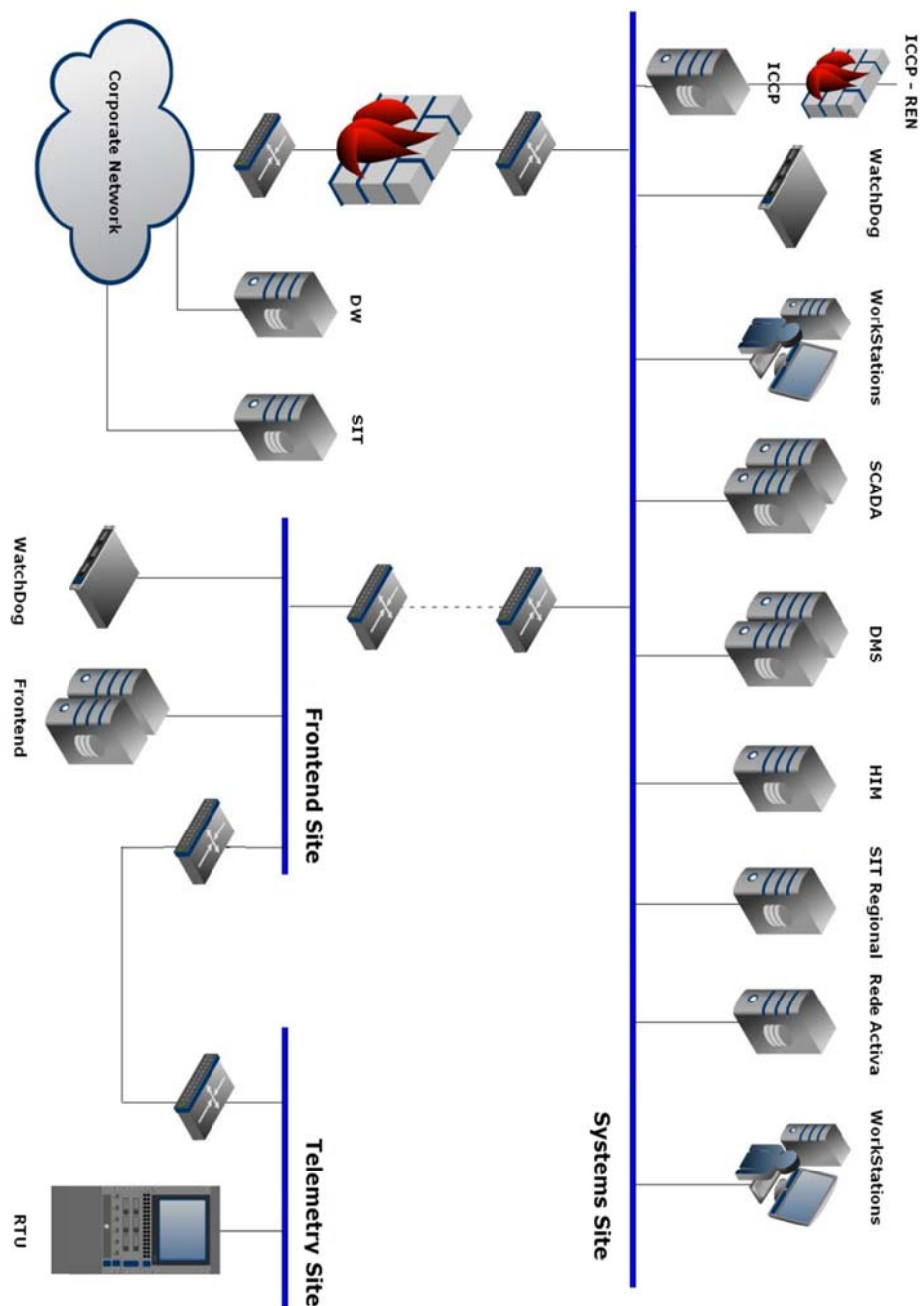 ICCP - REN
ICCP
WatchDog
WorkStations
SCADA
DMS
HIM
SIT Regional
Rede Activa
WorkStations
Systems Site
Corporate Network
DW
SIT
Frontend Site
WatchDog
Frontend
Telemetry Site
RTU